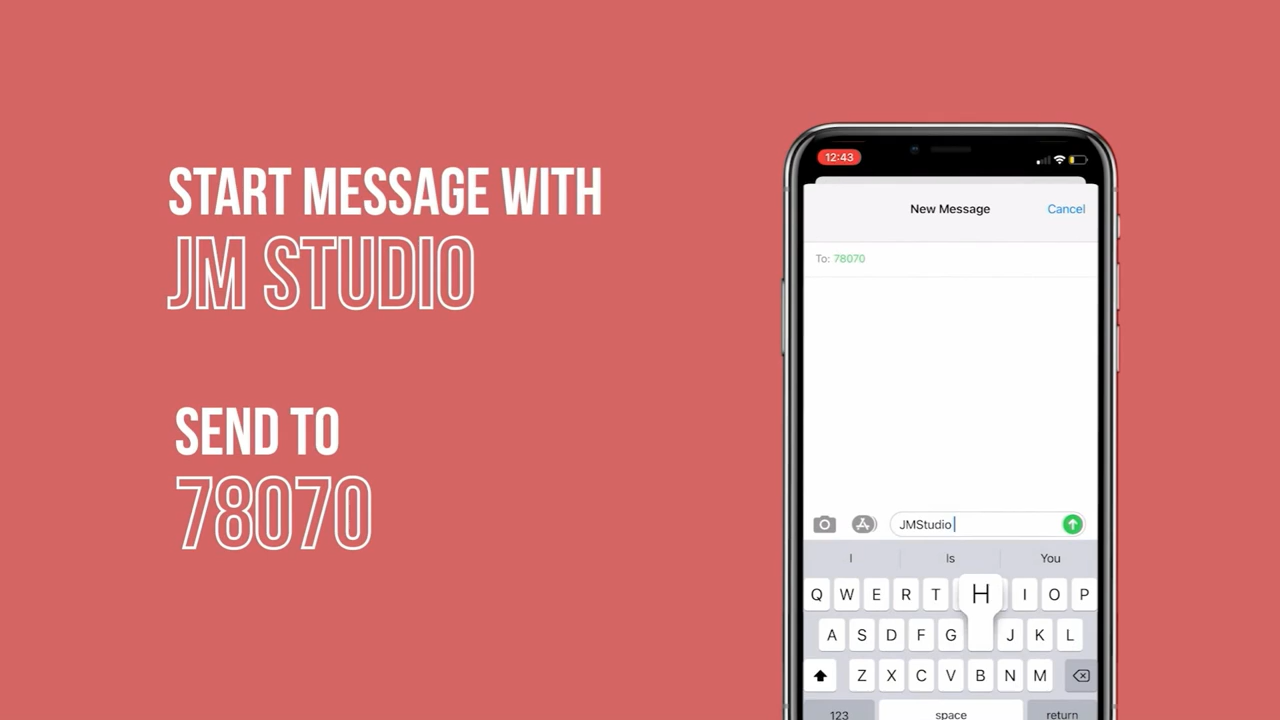 START MESSAGE WITH
JM STUDIO
SEND TO
78070
12:43
New Message
Cancel
To: 78070
JMStudio
I Is You
Q W E R T H I O P
A S D F G J K L
Z X C V B N M
123 space return